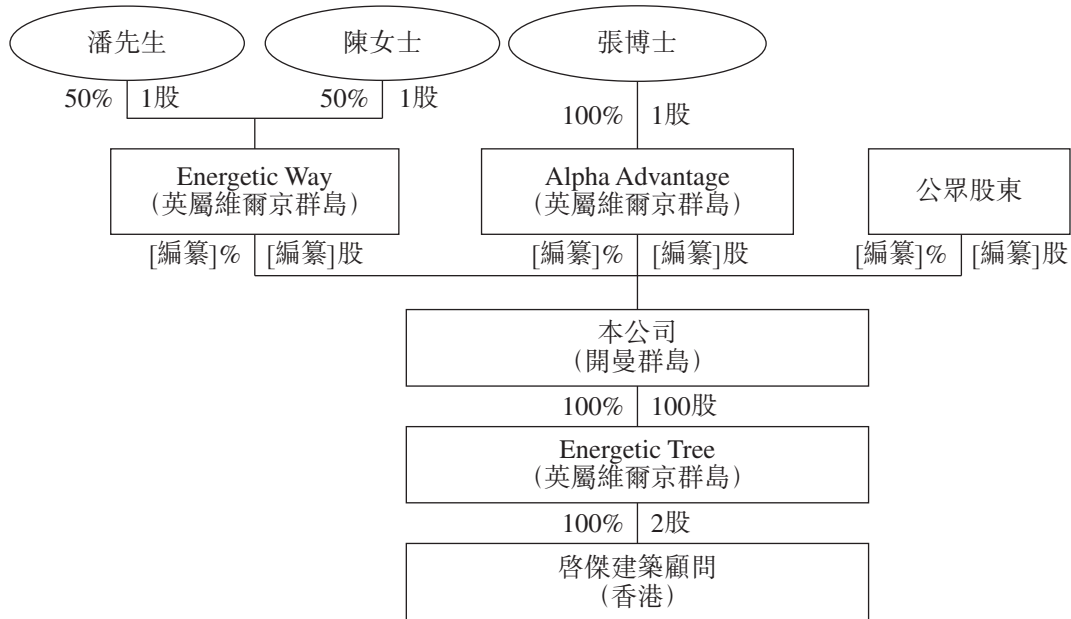 潘先生 陳女士 張博士
50% 1股 50% 1股
100% 1股
Energetic Way
(英屬維爾京群島)
Alpha Advantage
(英屬維爾京群島)
公眾股東
[編纂]% [編纂]股 [編纂]% [編纂]股 [編纂]% [編纂]股
本公司
(開曼群島)
100% 100股
Energetic Tree
(英屬維爾京群島)
100% 2股
啓傑建築顧問
(香港)